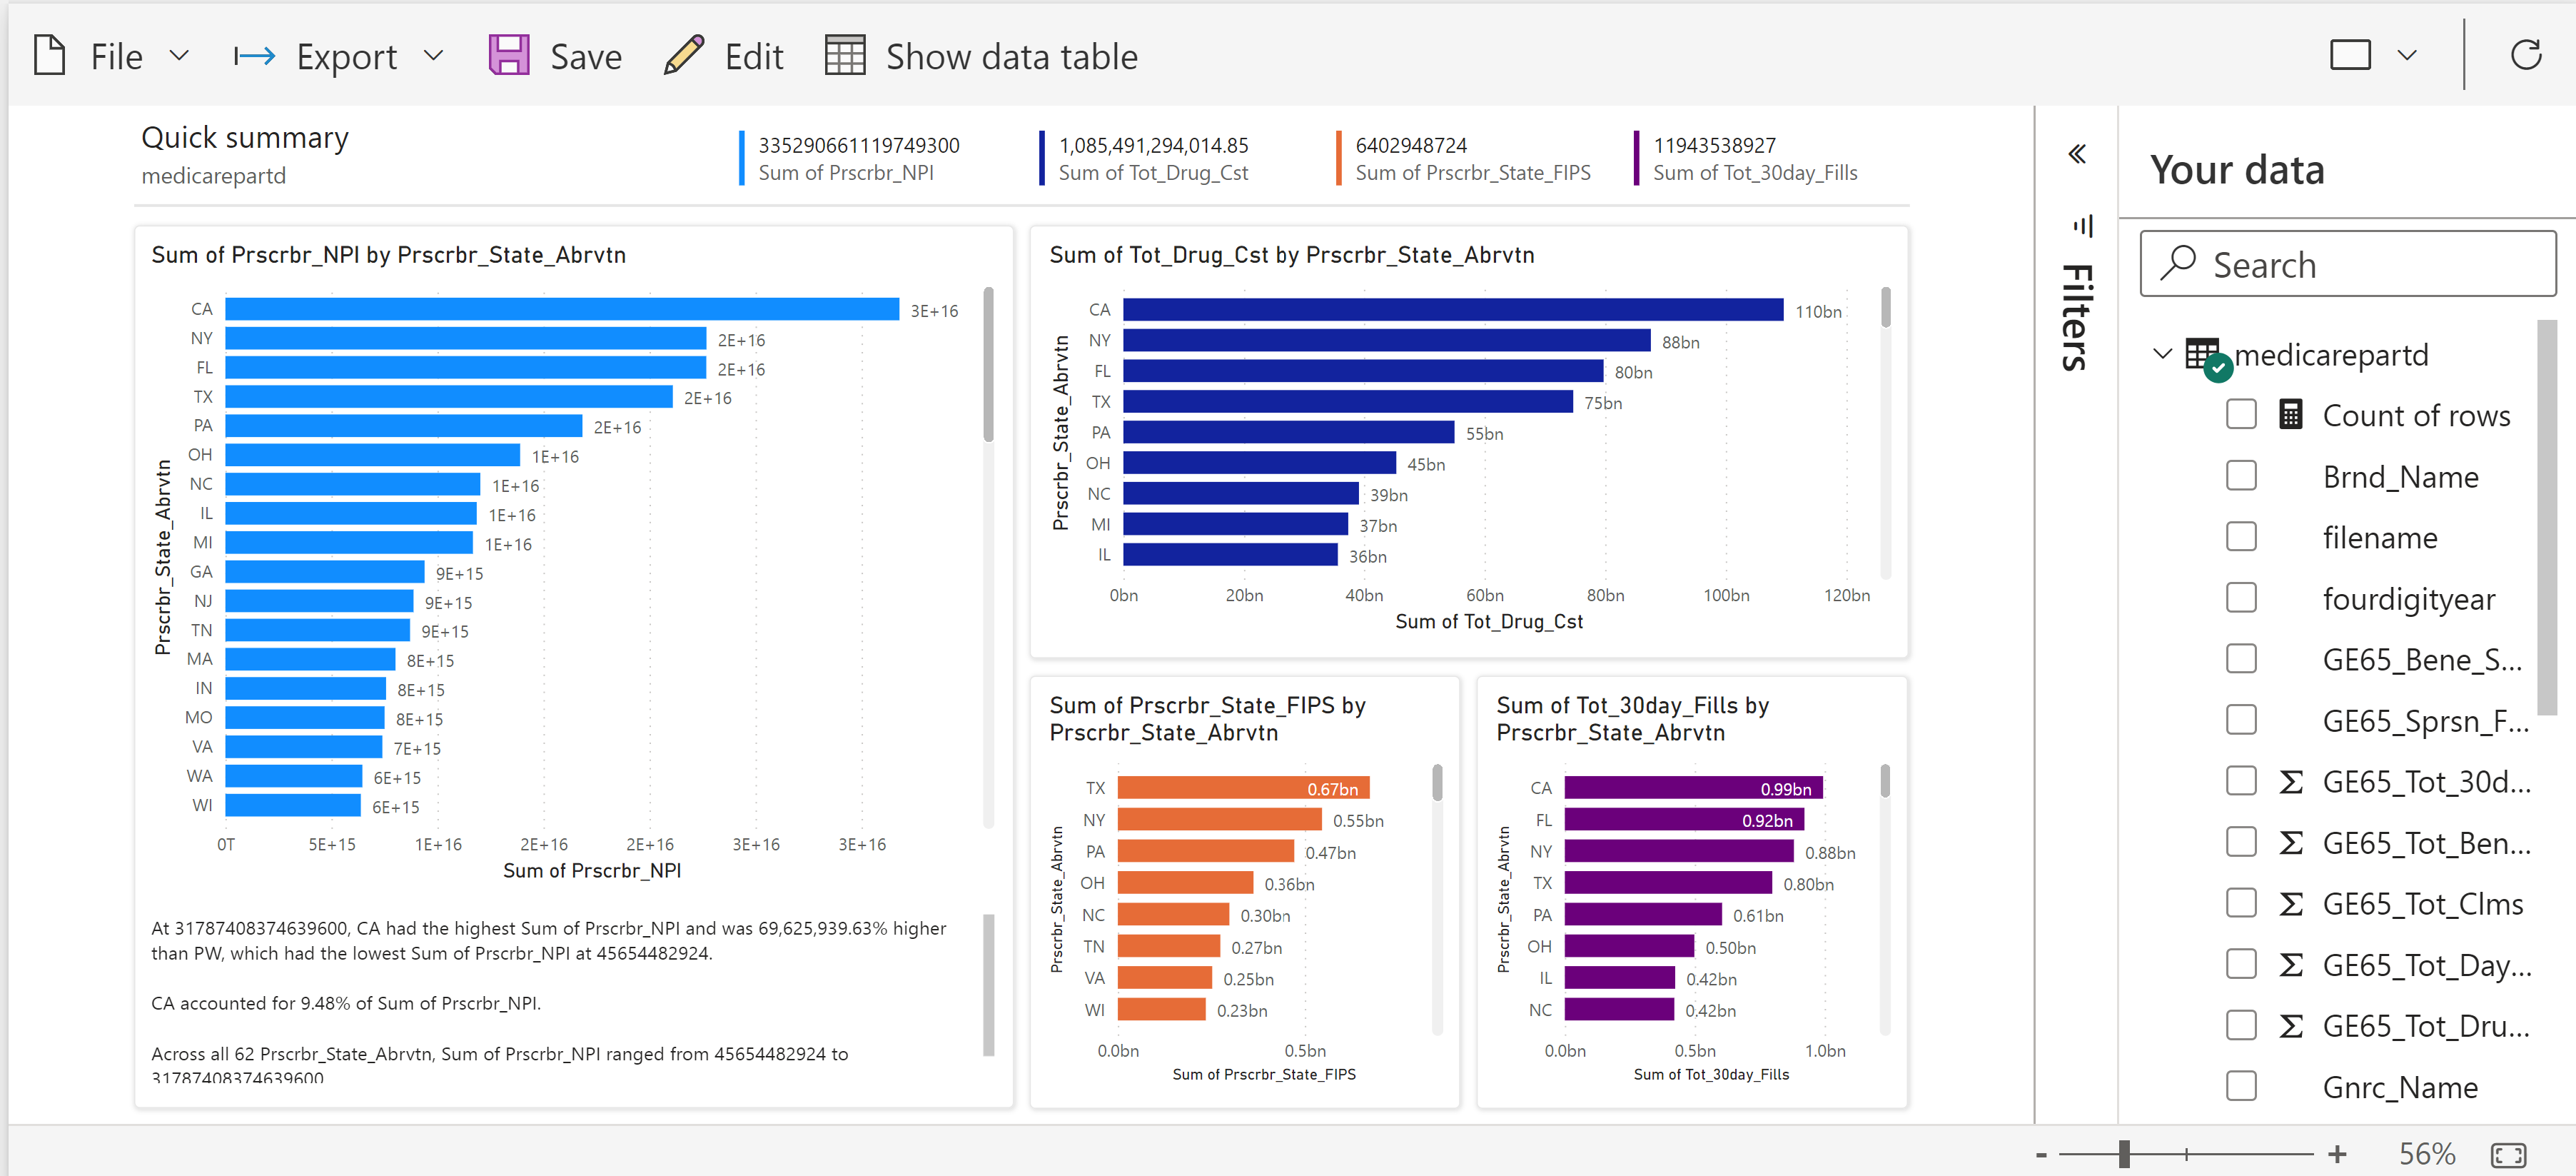 File Export Save Edit Show data table
Quick summary
medicarepartd
335290661119749300
Sum of Prscrbr_NPI
1,085,491,294,014.85
Sum of Tot_Drug_Cst
6402948724
Sum of Prscrbr_State_FIPS
11943538927
Sum of Tot_30day_Fills
Sum of Prscrbr_NPI by Prscrbr_State_Abrvtn
Prscrbr_State_Abrvtn
CA 3E+16
NY 2E+16
FL 2E+16
TX 2E+16
PA 2E+16
OH 1E+16
NC 1E+16
IL 1E+16
MI 1E+16
GA 9E+15
NJ 9E+15
TN 9E+15
MA 8E+15
IN 8E+15
MO 8E+15
VA 7E+15
WA 6E+15
WI 6E+15
0T 5E+15 1E+16 2E+16 2E+16 3E+16 3E+16
Sum of Prscrbr_NPI
At 31787408374639600, CA had the highest Sum of Prscrbr_NPI and was 69,625,939.63% higher
than PW, which had the lowest Sum of Prscrbr_NPI at 45654482924.
CA accounted for 9.48% of Sum of Prscrbr_NPI.
Across all 62 Prscrbr_State_Abrvtn, Sum of Prscrbr_NPI ranged from 45654482924 to
31787408374639600
Sum of Tot_Drug_Cst by Prscrbr_State_Abrvtn
Prscrbr_State_Abrvtn
CA 110bn
NY 88bn
FL 80bn
TX 75bn
PA 55bn
OH 45bn
NC 39bn
MI 37bn
IL 36bn
0bn 20bn 40bn 60bn 80bn 100bn 120bn
Sum of Tot_Drug_Cst
Sum of Prscrbr_State_FIPS by
Prscrbr_State_Abrvtn
Prscrbr_State_Abrvtn
TX 0.67bn
NY 0.55bn
PA 0.47bn
OH 0.36bn
NC 0.30bn
TN 0.27bn
VA 0.25bn
WI 0.23bn
0.0bn 0.5bn
Sum of Prscrbr_State_FIPS
Sum of Tot_30day_Fills by
Prscrbr_State_Abrvtn
Prscrbr_State_Abrvtn
CA 0.99bn
FL 0.92bn
NY 0.88bn
TX 0.80bn
PA 0.61bn
OH 0.50bn
IL 0.42bn
NC 0.42bn
0.0bn 0.5bn 1.0bn
Sum of Tot_30day_Fills
Filters
Your data
Search
medicarepartd
Count of rows
Brnd_Name
filename
fourdigityear
GE65_Bene_S...
GE65_Sprsn_F...
Σ GE65_Tot_30d...
Σ GE65_Tot_Ben...
Σ GE65_Tot_Clms
Σ GE65_Tot_Day...
Σ GE65_Tot_Dru...
Gnrc_Name
- + 56%